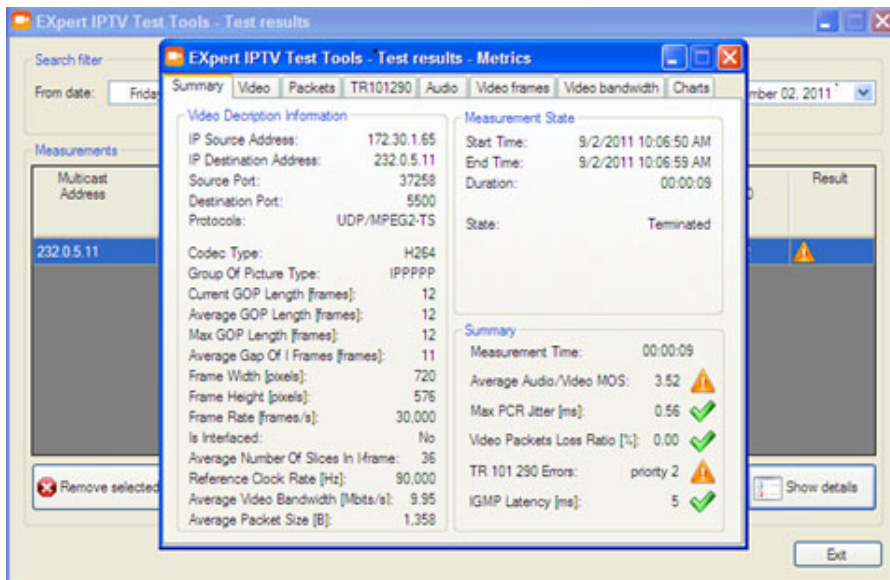 EXpert IPTV Test Tools - Test results
Search filter
From date: Friday
mber 02, 2011
Measurements
Multicast Address
Result
232.0.5.11
Remove selected
Show details
Exit
EXpert IPTV Test Tools - Test results - Metrics
Summary Video Packets TR101290 Audio Video frames Video bandwidth Charts
Video Decription Information
IP Source Address: 172.30.1.65
IP Destination Address: 232.0.5.11
Source Port: 37258
Destination Port: 5500
Protocols: UDP/MPEG2-TS
Codec Type: H264
Group Of Picture Type: IPPPPP
Current GOP Length [frames]: 12
Average GOP Length [frames]: 12
Max GOP Length [frames]: 12
Average Gap Of I Frames [frames]: 11
Frame Width [pixels]: 720
Frame Height [pixels]: 576
Frame Rate [frames/s]: 30,000
Is Interlaced: No
Average Number Of Slices In I-frame: 36
Reference Clock Rate [Hz]: 90,000
Average Video Bandwidth [Mbits/s]: 9.95
Average Packet Size [B]: 1,358
Measurement State
Start Time: 9/2/2011 10:06:50 AM
End Time: 9/2/2011 10:06:59 AM
Duration: 00:00:09
State: Terminated
Summary
Measurement Time: 00:00:09
Average Audio/Video MOS: 3.52
Max PCR Jitter [ms]: 0.56
Video Packets Loss Ratio [%]: 0.00
TR 101 290 Errors: priority 2
IGMP Latency [ms]: 5